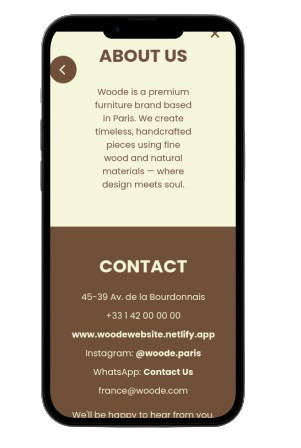 ABOUT US
Woode is a premium
furniture brand based
in Paris. We create
timeless, handcrafted
pieces using fine
wood and natural
materials — where
design meets soul.
CONTACT
45-39 Av. de la Bourdonnais
+33 1 42 00 00 00
www.woodewebsite.netlify.app
Instagram: @woode.paris
WhatsApp: Contact Us
france@woode.com
We'll be happy to hear from you.